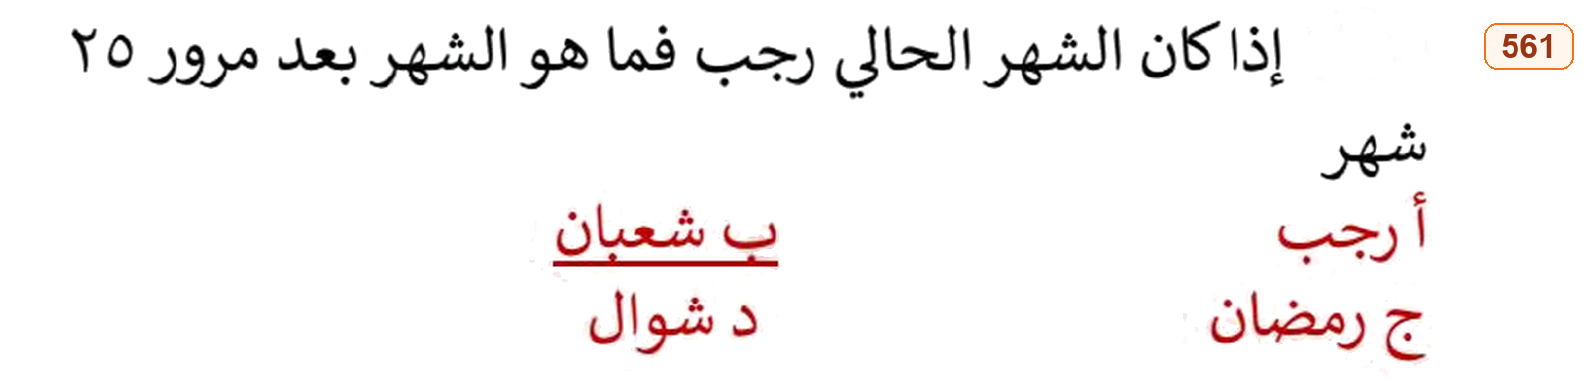 561
إذا كان الشهر الحالي رجب فما هو الشهر بعد مرور ٢٥
شهر
أ رجب
ب شعبان
ج رمضان
د شوال